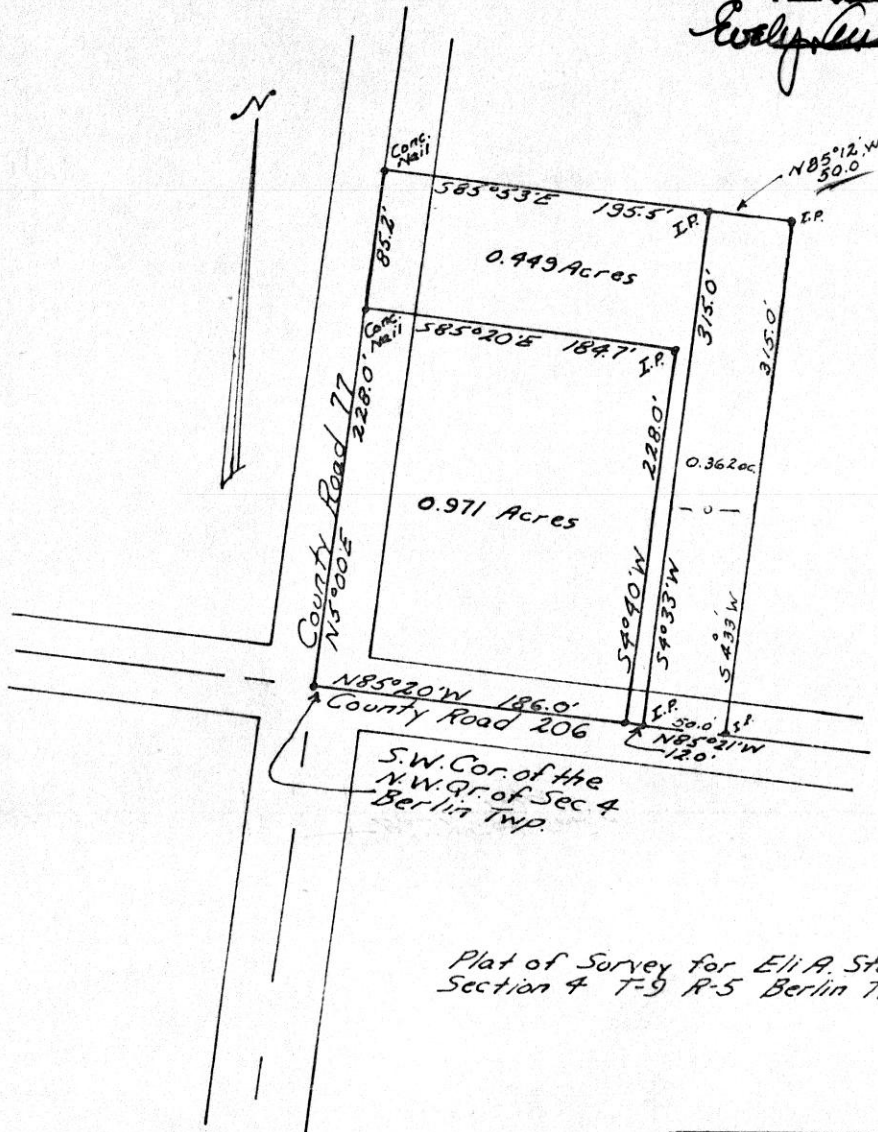 N
Conc.
Nail
S85°53'E 195.5'
N85°12'W
50.0
I.P.
I.P.
85.2'
0.449 Acres
315.0'
315.0'
Conc.
Nail
S85°20'E 184.7'
I.P.
228.0'
228.0'
0.362 ac.
0.971 Acres
County Road 77
N5°00'E
S4°40'W
S4°33'W
S 4°33' W
N85°20'W 186.0'
County Road 206
I.P.
50.0'
I.P.
N85°21'W
12.0'
S.W. Cor. of the
N.W. Qr. of Sec. 4
Berlin Twp.
Plat of Survey for Eli A.
Section 4 T-9 R-5 Berlin